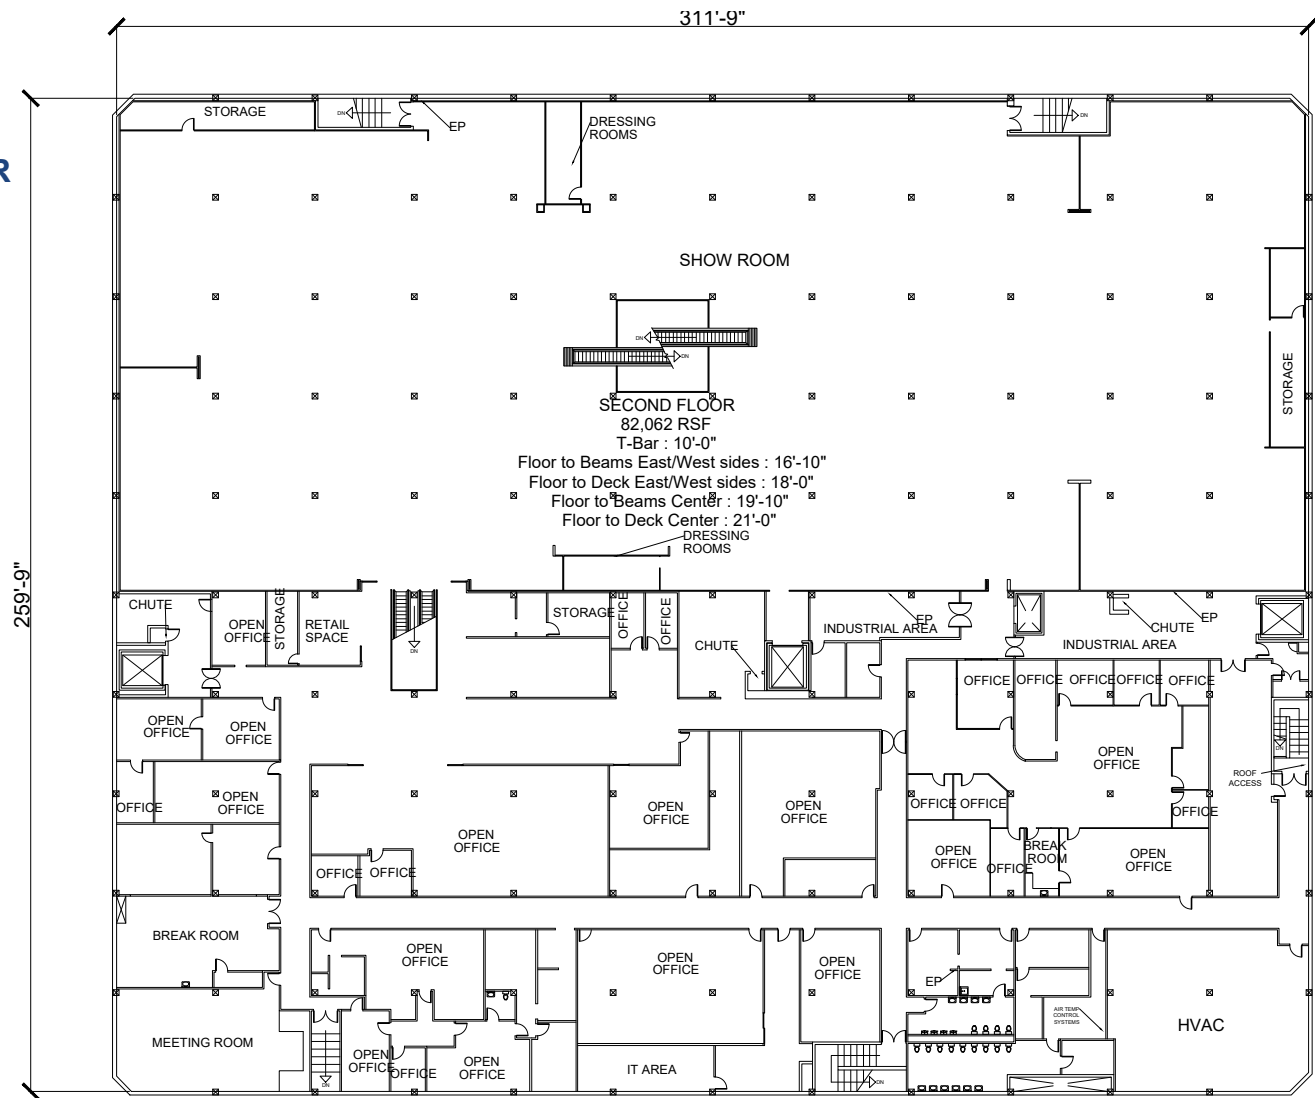 311'-9"
259'-9"
R
STORAGE
DN
EP
DRESSING
ROOMS
DN
SHOW ROOM
DN
DN
STORAGE
SECOND FLOOR
82,062 RSF
T-Bar : 10'-0"
Floor to Beams East/West sides : 16'-10"
Floor to Deck East/West sides : 18'-0"
Floor to Beams Center : 19'-10"
Floor to Deck Center : 21'-0"
DRESSING
ROOMS
CHUTE
OPEN
OFFICE
STORAGE
RETAIL
SPACE
DN
STORAGE
OFFICE
OFFICE
CHUTE
INDUSTRIAL AREA
EP
INDUSTRIAL AREA
CHUTE
EP
OPEN
OFFICE
OPEN
OFFICE
OFFICE
OPEN
OFFICE
OPEN
OFFICE
OFFICE
OFFICE
OPEN
OFFICE
OPEN
OFFICE
OFFICE
OFFICE
OFFICE
OFFICE
OFFICE
OPEN
OFFICE
DN
ROOF
ACCESS
OFFICE
OFFICE
OFFICE
OPEN
OFFICE
OFFICE
BREAK
ROOM
OPEN
OFFICE
BREAK ROOM
MEETING ROOM
OPEN
OFFICE
DN
OPEN
OFFICE
OFFICE
OPEN
OFFICE
OPEN
OFFICE
IT AREA
OPEN
OFFICE
DN
EP
AIR TEMP
CONTROL
SYSTEMS
HVAC